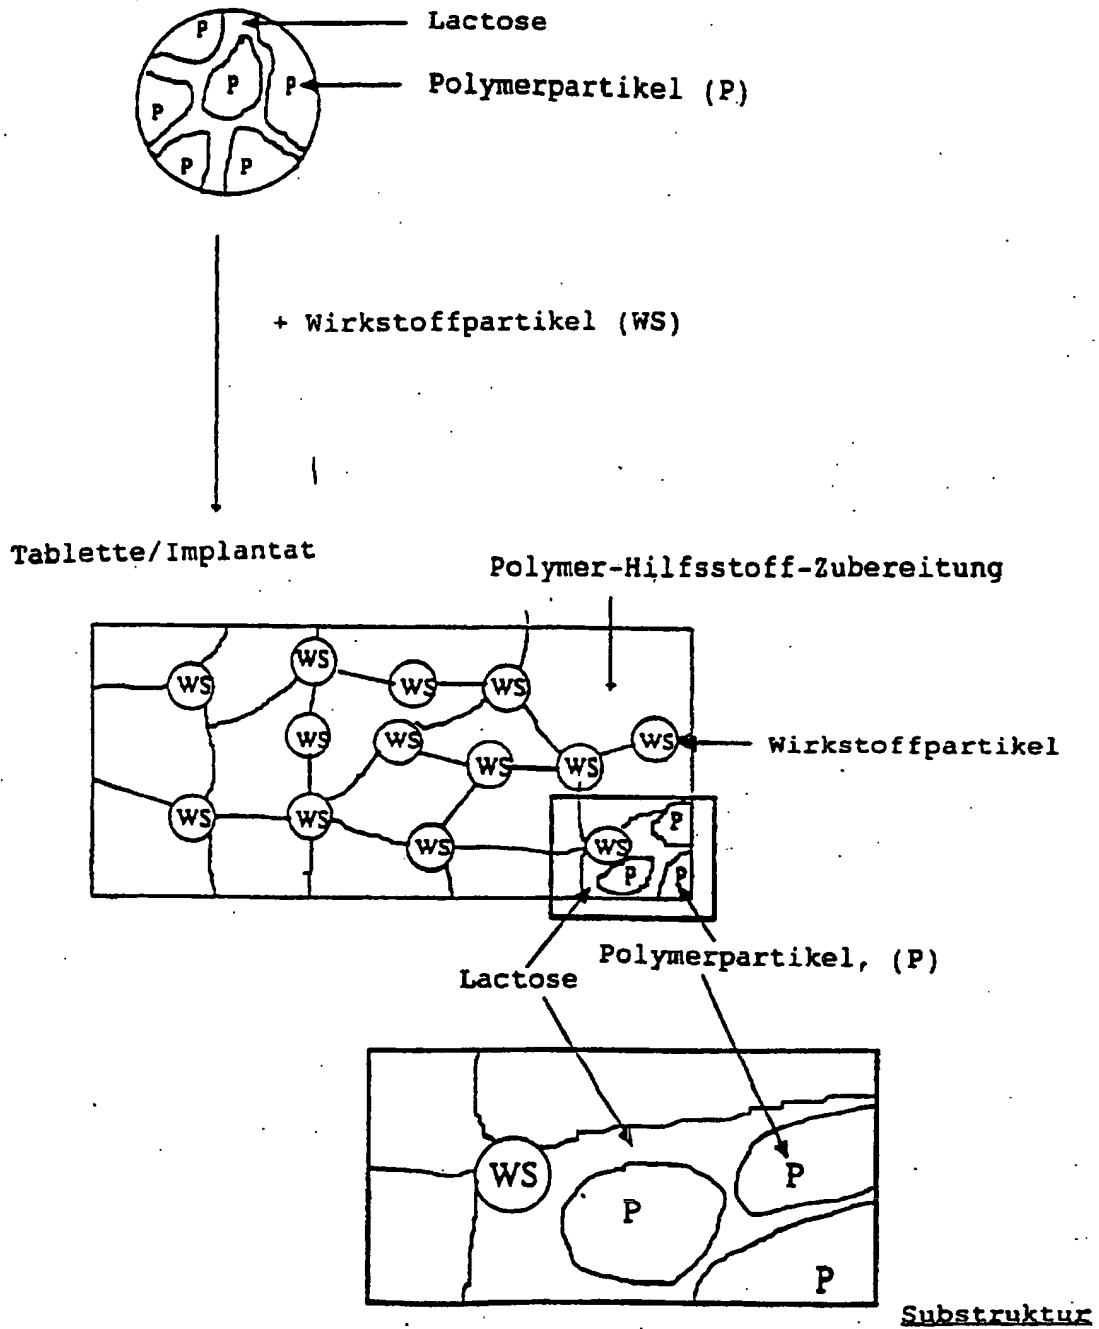 P
Lactose
P
P
Polymerpartikel (P)
P
P
P
+ Wirkstoffpartikel (WS)
Tablette/Implantat
Polymer-Hilfsstoff-Zubereitung
WS
WS
WS
WS
WS
WS
WS
WS
WS
Wirkstoffpartikel
WS
WS
WS
WS
P
P
P
Polymerpartikel, (P)
Lactose
WS
P
P
P
Substruktur